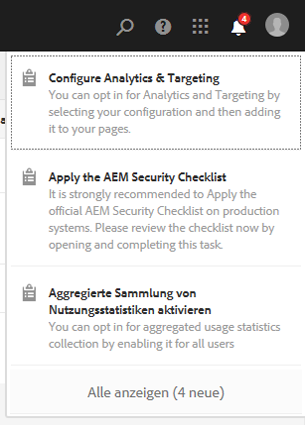 4
Configure Analytics & Targeting
You can opt in for Analytics and Targeting by
selecting your configuration and then adding
it to your pages.
a
Apply the AEM Security Checklist
It is strongly recommended to Apply the
official AEM Security Checklist on production
systems. Please review the checklist now by
opening and completing this task.
Aggregierte Sammlung von
Nutzungsstatistiken aktivieren
You can opt in for aggregated usage statistics
collection by enabling it for all users
Alle anzeigen (4 neue)